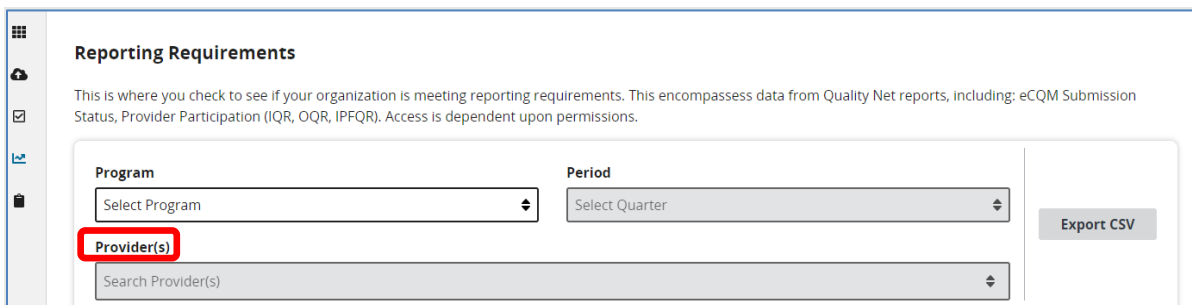 Reporting Requirements
This is where you check to see if your organization is meeting reporting requirements. This encompassess data from Quality Net reports, including: eCQM Submission
Status, Provider Participation (IQR, OQR, IPFQR). Access is dependent upon permissions.
Program
Period
Select Program
Select Quarter
Export CSV
Provider(s)
Search Provider(s)